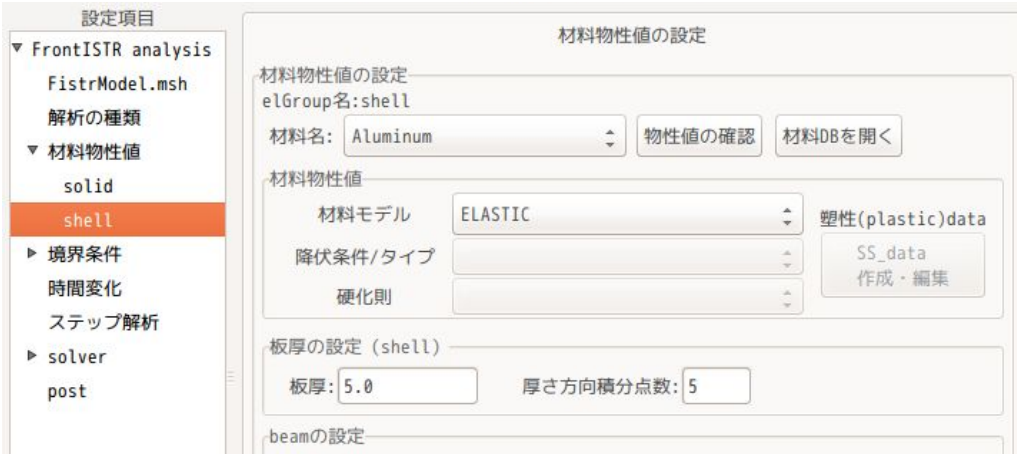 設定項目
FrontISTR analysis
FistrModel.msh
解析の種類
材料物性値
solid
shell
境界条件
時間変化
ステップ解析
solver
post
材料物性値の設定
材料物性値の設定
elGroup名:shell
材料名: Aluminum 物性値の確認 材料DBを開く
材料物性値
材料モデル ELASTIC 塑性(plastic)data
降伏条件/タイプ SS_data
作成・編集
硬化則
板厚の設定 (shell)
板厚: 5.0 厚さ方向積分点数: 5
beamの設定